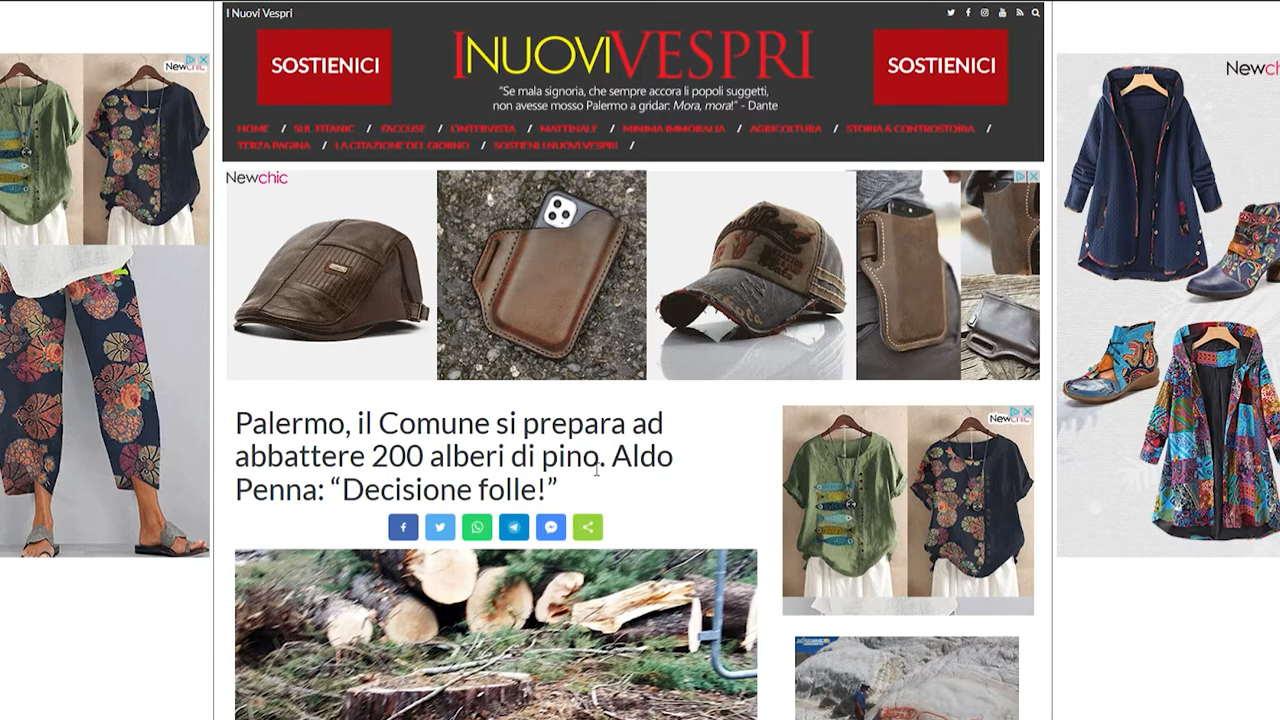 I Nuovi Vespri
SOSTIENICI
I NUOVI VESPRI
SOSTIENICI
“Se mala signoria, che sempre accora li popoli suggetti,
non avesse mosso Palermo a gridar: Mora, mora!” - Dante
HOME / SUL TITANIC / J'ACCUSE / L'INTERVISTA / MATTINALE / MINIMA IMMORALIA / AGRICOLTURA / STORIA & CONTROSTORIA /
TERZA PAGINA / LA CITAZIONE DEL GIORNO / SOSTIENI I NUOVI VESPRI /
Newchic
Newchic
Newch
Palermo, il Comune si prepara ad
abbattere 200 alberi di pino. Aldo
Penna: “Decisione folle!”
Newchic